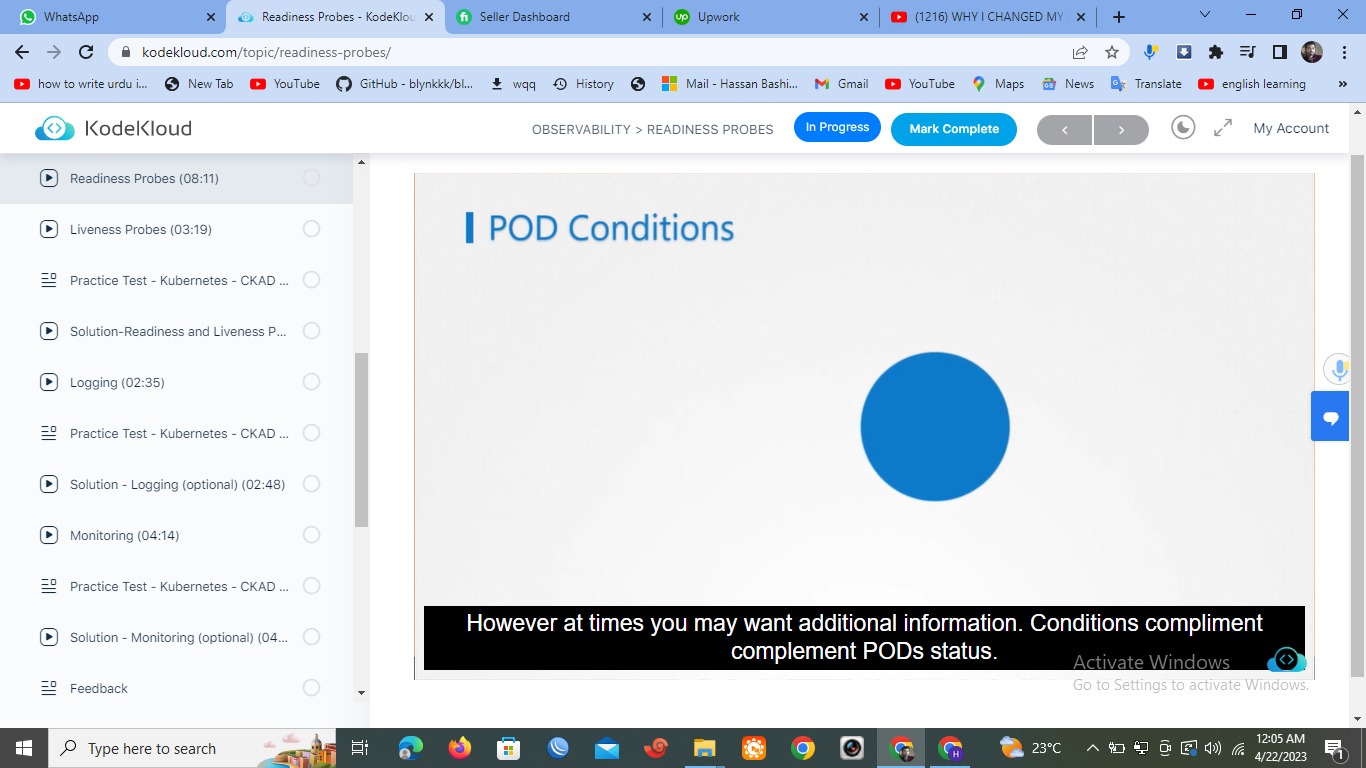 WhatsApp
Readiness Probes - KodeKlou
Seller Dashboard
Upwork
(1216) WHY I CHANGED MY
kodekloud.com/topic/readiness-probes/
how to write urdu i...
New Tab
YouTube
GitHub - blynkkk/bl...
wqq
History
Mail - Hassan Bashi...
Gmail
YouTube
Maps
News
Translate
english learning
»
KodeKloud
OBSERVABILITY > READINESS PROBES
In Progress
Mark Complete
My Account
Readiness Probes (08:11)
Liveness Probes (03:19)
Practice Test - Kubernetes - CKAD ...
Solution-Readiness and Liveness P...
Logging (02:35)
Practice Test - Kubernetes - CKAD ...
Solution - Logging (optional) (02:48)
Monitoring (04:14)
Practice Test - Kubernetes - CKAD ...
Solution - Monitoring (optional) (04...
Feedback
POD Conditions
However at times you may want additional information. Conditions compliment
complement PODs status.
Activate Windows
Go to Settings to activate Windows.
Type here to search
23°C
12:05 AM
4/22/2023
1